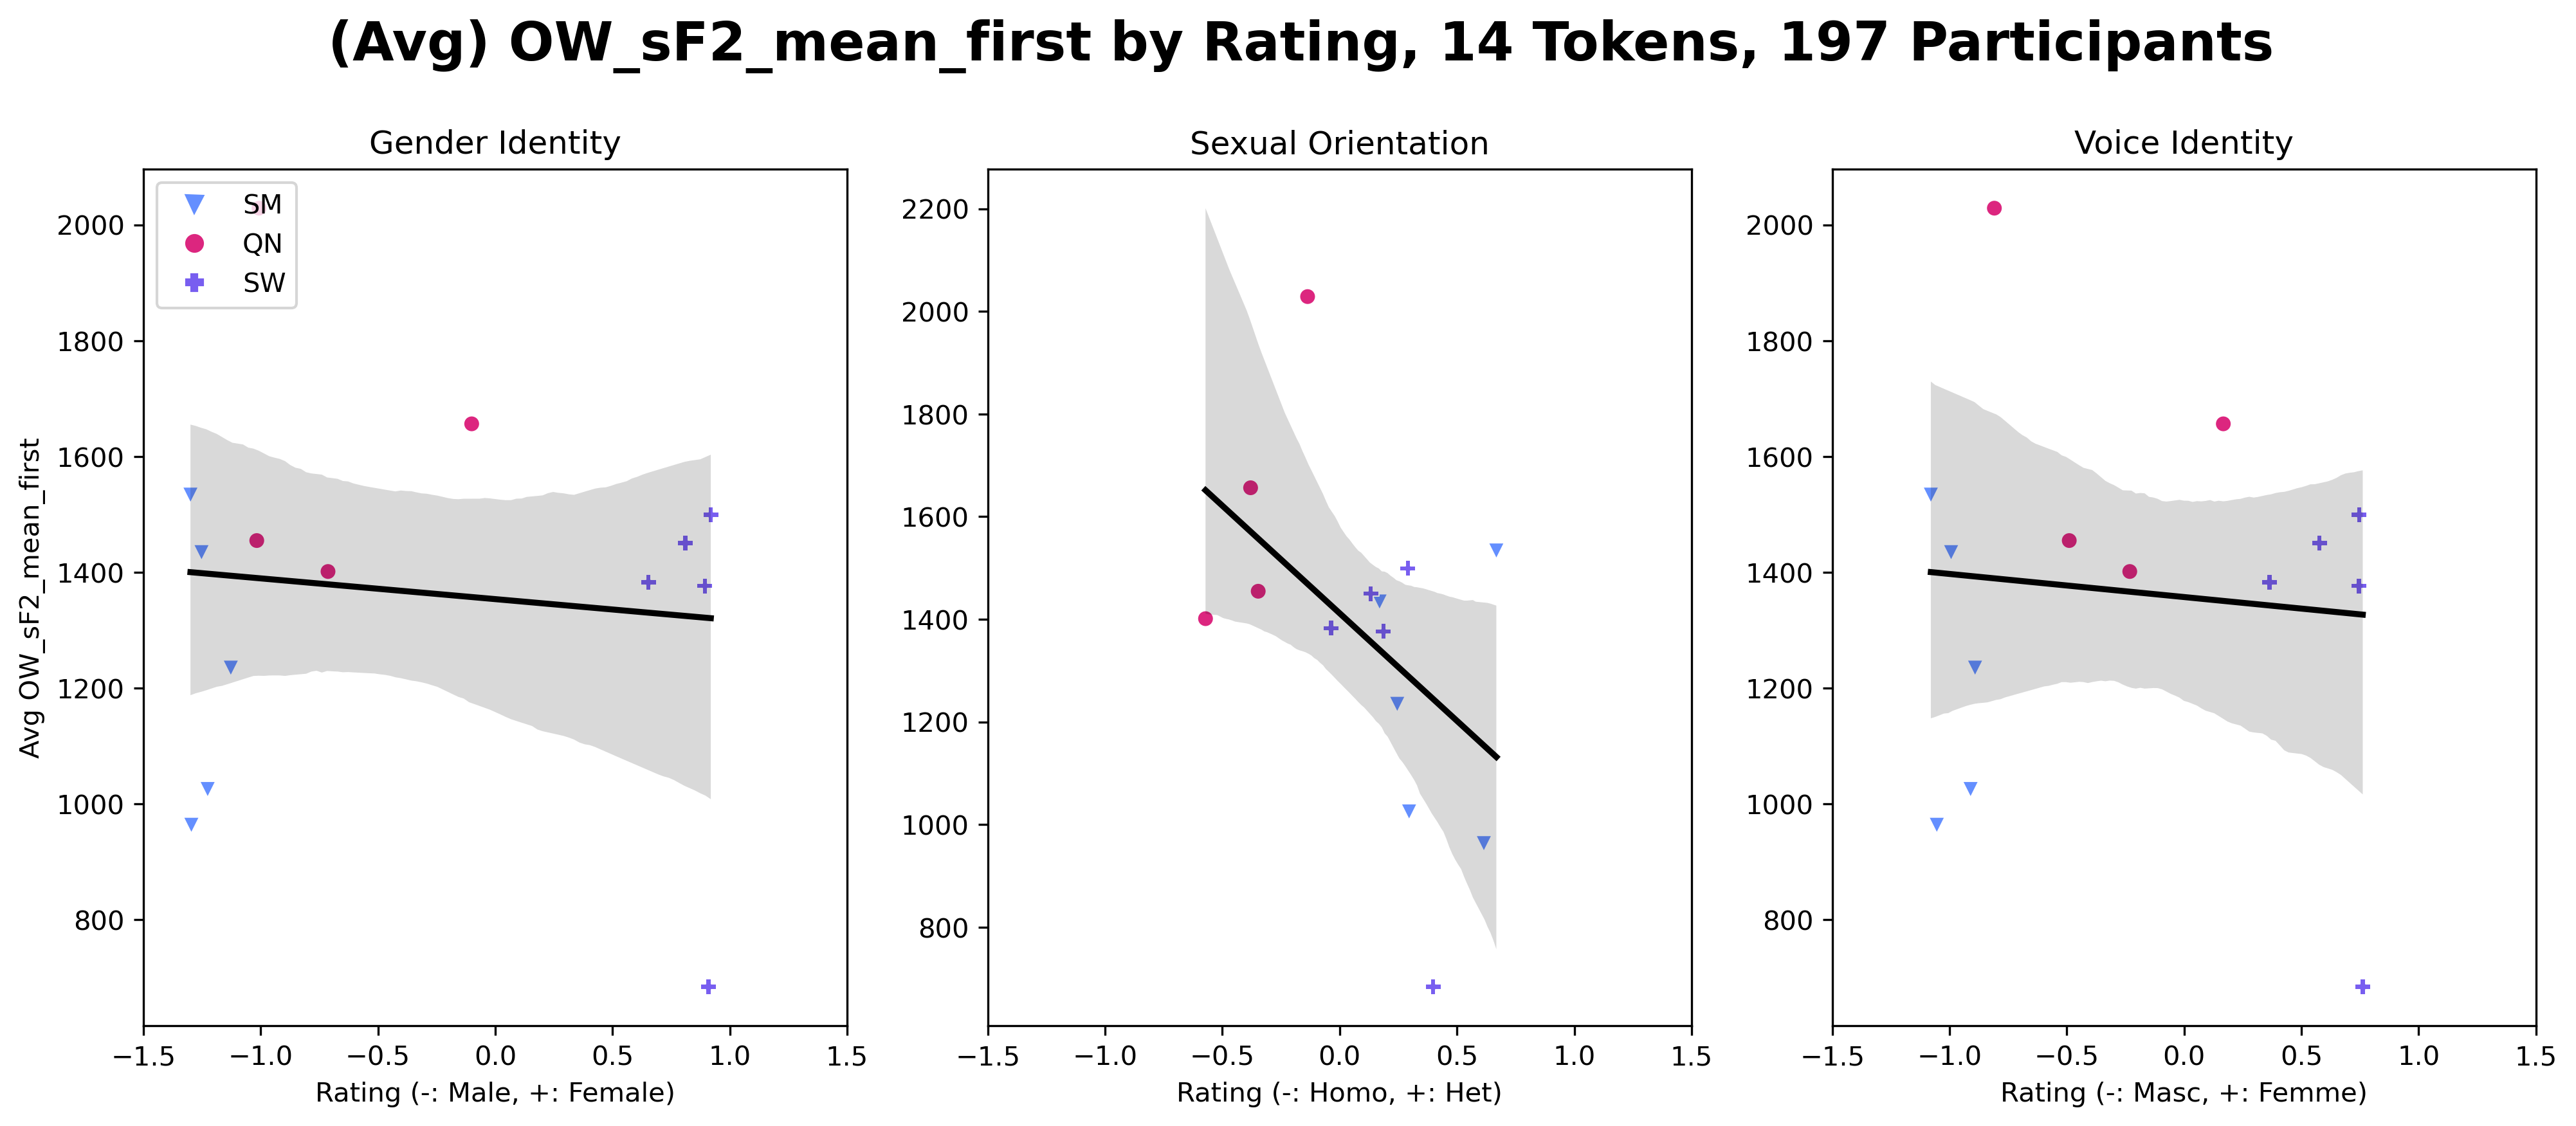 (Avg) OW_sF2_mean_first by Rating, 14 Tokens, 197 Participants
Gender Identity
Sexual Orientation
Voice Identity
SM
QN
SW
Avg OW_sF2_mean_first
2000
1800
1600
1400
1200
1000
800
−1.5 −1.0 −0.5 0.0 0.5 1.0 1.5
Rating (-: Male, +: Female)
2200
2000
1800
1600
1400
1200
1000
800
−1.5 −1.0 −0.5 0.0 0.5 1.0 1.5
Rating (-: Homo, +: Het)
2000
1800
1600
1400
1200
1000
800
−1.5 −1.0 −0.5 0.0 0.5 1.0 1.5
Rating (-: Masc, +: Femme)